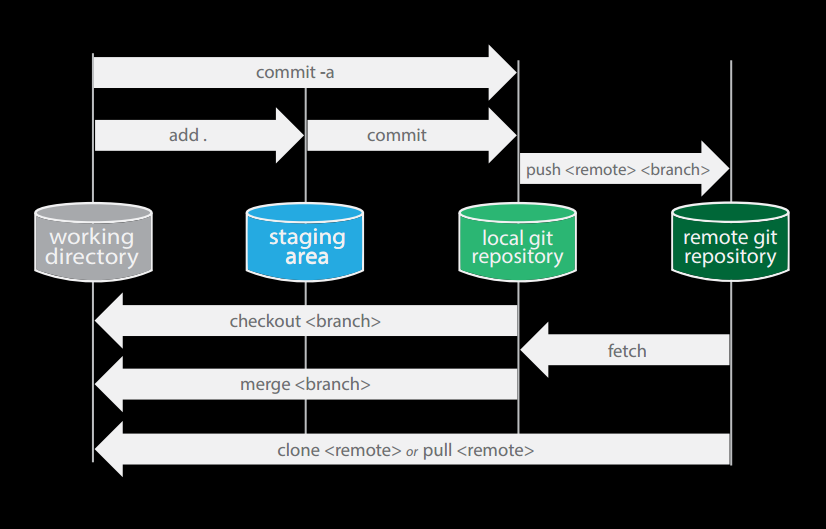 commit -a
add .
commit
push <remote> <branch>
working
directory
staging
area
local git
repository
remote git
repository
checkout <branch>
fetch
merge <branch>
clone <remote> or pull <remote>